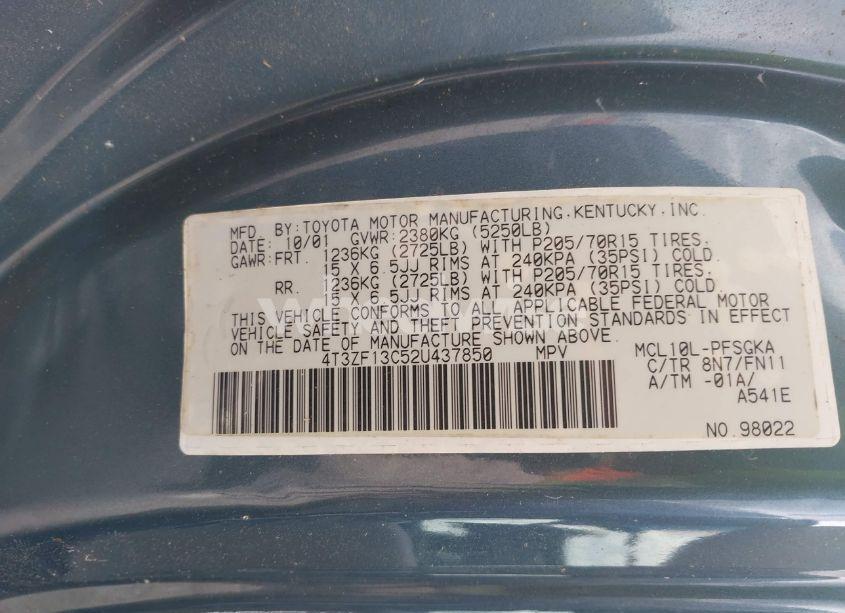 MFD. BY:TOYOTA MOTOR MANUFACTURING,KENTUCKY,INC.
DATE: 10/01 GVWR:2380KG (5250LB)
GAWR:FRT. 1236KG (2725LB) WITH P205/70R15 TIRES.
15 X 6.5JJ RIMS AT 240KPA (35PSI) COLD.
RR. 1236KG (2725LB) WITH P205/70R15 TIRES.
15 X 6.5JJ RIMS AT 240KPA (35PSI) COLD.
THIS VEHICLE CONFORMS TO ALL APPLICABLE FEDERAL MOTOR
VEHICLE SAFETY AND THEFT PREVENTION STANDARDS IN EFFECT
ON THE DATE OF MANUFACTURE SHOWN ABOVE.
4T3ZF13C52U437850 MPV
MCL10L-PFSGKA
C/TR 8N7/FN11
A/TM -01A/
A541E
NO.98022